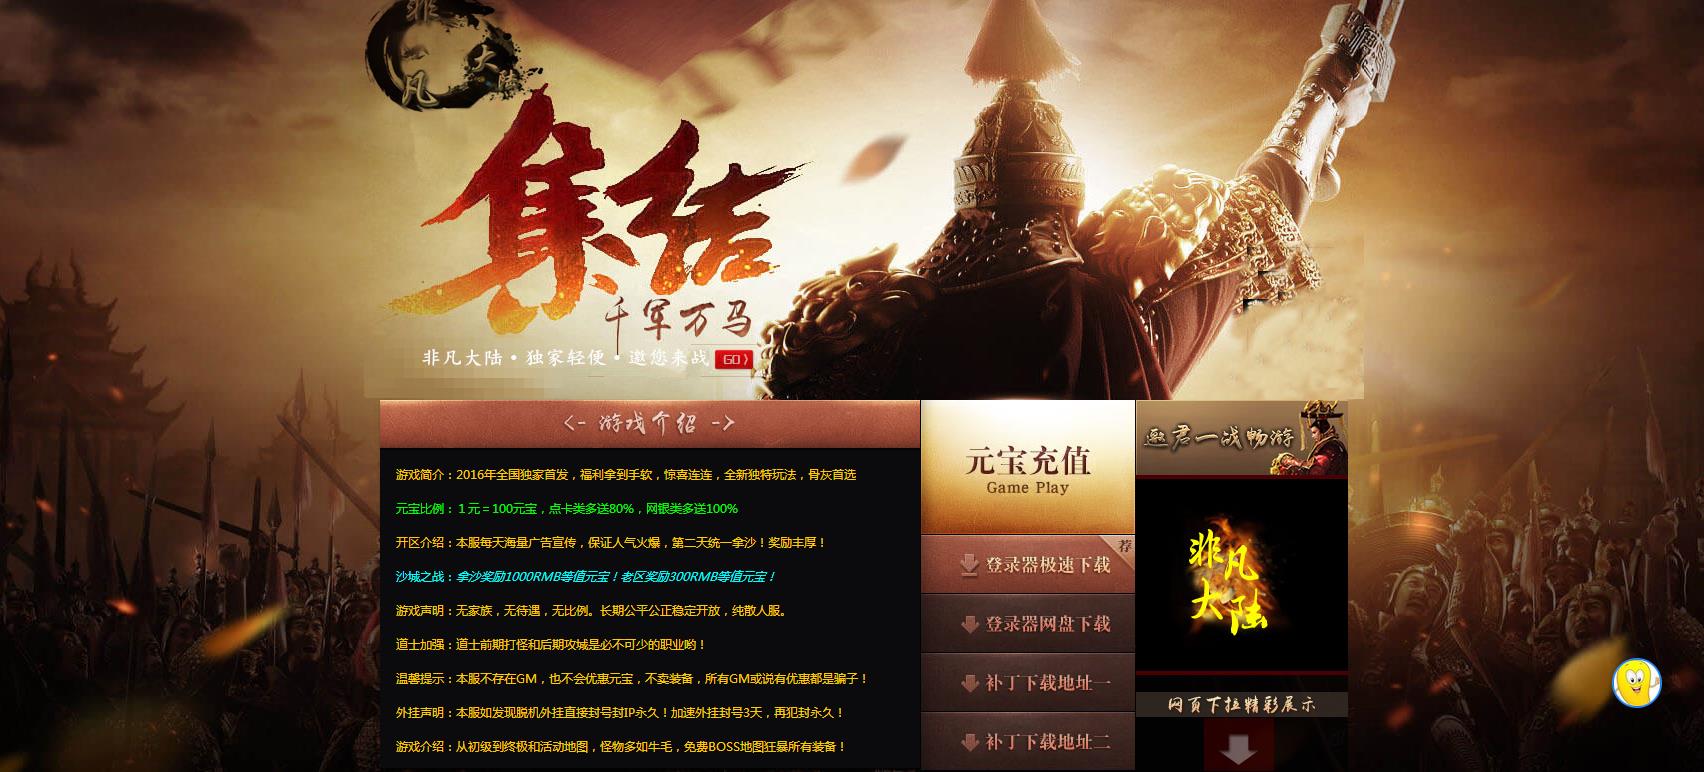 非凡大陆
集结
千军万马
非凡大陆·独家轻便·邀您来战 GO
<- 游戏介绍 ->
游戏简介：2016年全国独家首发，福利拿到手软，惊喜连连，全新独特玩法，骨灰首选
元宝比例：１元＝100元宝，点卡类多送80%，网银类多送100%
开区介绍：本服每天海量广告宣传，保证人气火爆，第二天统一拿沙！奖励丰厚！
沙城之战：拿沙奖励1000RMB等值元宝！老区奖励300RMB等值元宝！
游戏声明：无家族，无待遇，无比例。长期公平公正稳定开放，纯散人服。
道士加强：道士前期打怪和后期攻城是必不可少的职业哟！
温馨提示：本服不存在GM，也不会优惠元宝，不卖装备，所有GM或说有优惠都是骗子！
外挂声明：本服如发现脱机外挂直接封号封IP永久！加速外挂封号3天，再犯封永久！
游戏介绍：从初级到终极和活动地图，怪物多如牛毛，免费BOSS地图狂暴所有装备！
元宝充值
Game Play
荐
登录器极速下载
登录器网盘下载
补丁下载地址一
补丁下载地址二
邀君一战畅游
非凡
大陆
网页下拉精彩展示